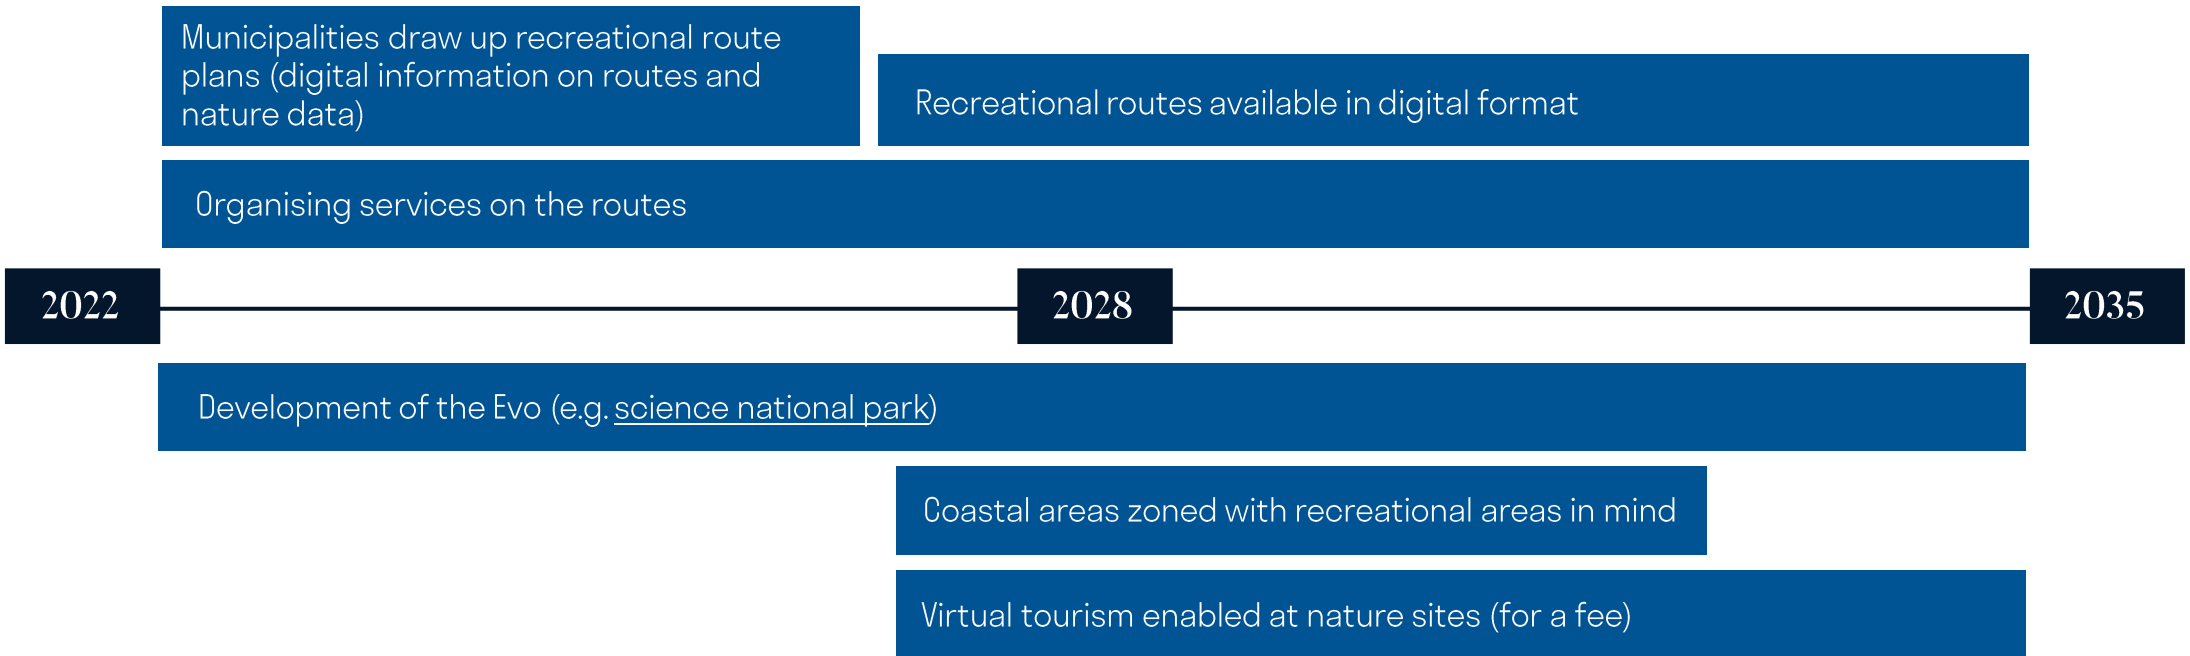 Municipalities draw up recreational route
plans (digital information on routes and
nature data)
Recreational routes available in digital format
Organising services on the routes
2022
2028
2035
Development of the Evo (e.g. science national park)
Coastal areas zoned with recreational areas in mind
Virtual tourism enabled at nature sites (for a fee)